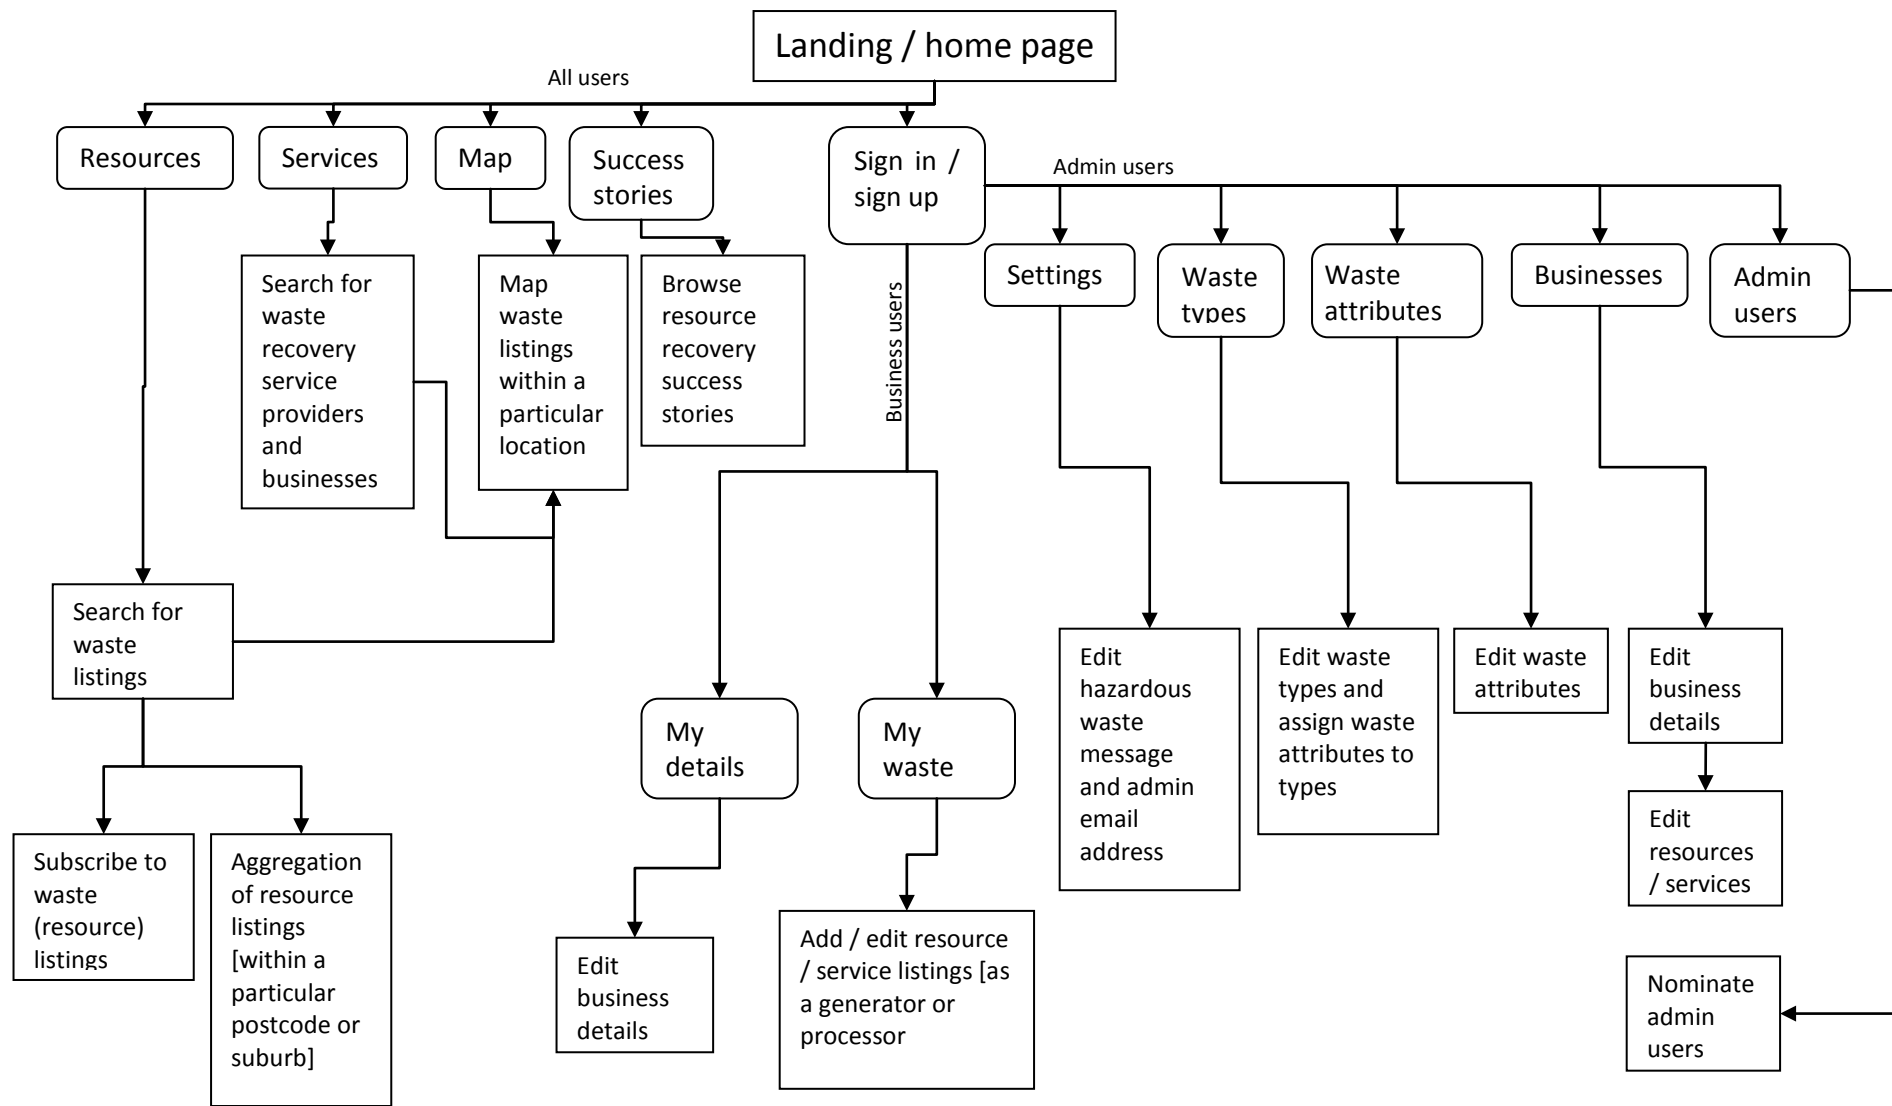 Landing / home page
All users
Resources
Services
Map
Success
stories
Sign in /
sign up
Admin users
Business users
Settings
Waste
types
Waste
attributes
Businesses
Admin
users
Search for
waste
recovery
service
providers
and
businesses
Map
waste
listings
within a
particular
location
Browse
resource
recovery
success
stories
Search for
waste
listings
My
details
My
waste
Edit
hazardous
waste
message
and admin
email
address
Edit waste
types and
assign waste
attributes to
types
Edit waste
attributes
Edit
business
details
Edit
resources
/ services
Subscribe to
waste
(resource)
listings
Aggregation
of resource
listings
[within a
particular
postcode or
suburb]
Edit
business
details
Add / edit resource
/ service listings [as
a generator or
processor
Nominate
admin
users